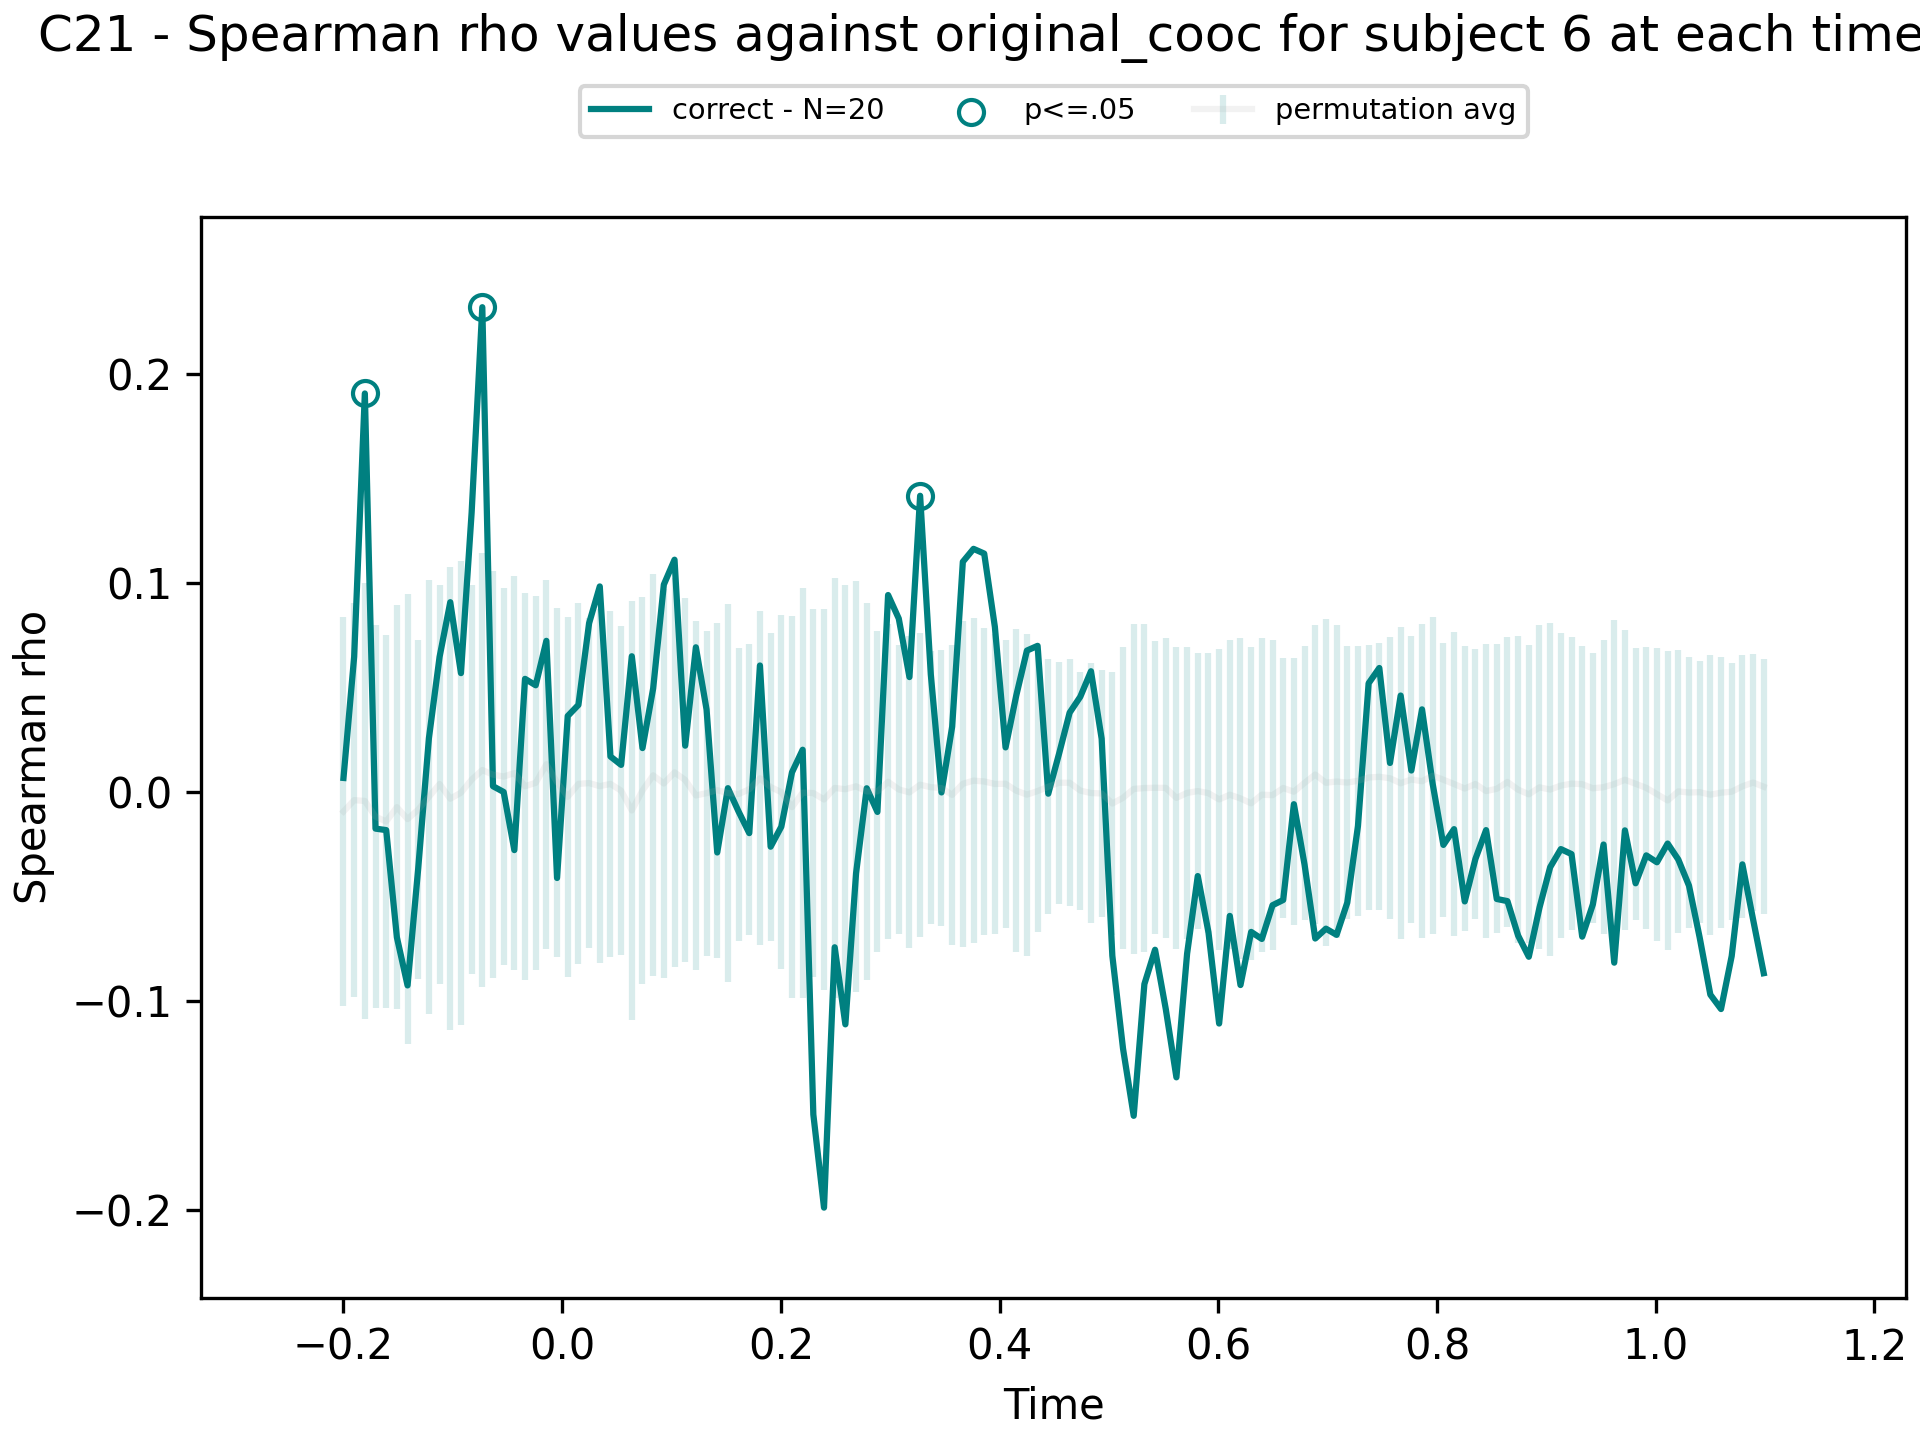 C21 - Spearman rho values against original_cooc for subject 6 at each time
correct - N=20 p<=.05 permutation avg
0.2
0.1
0.0
−0.1
−0.2
Spearman rho
−0.2 0.0 0.2 0.4 0.6 0.8 1.0 1.2
Time